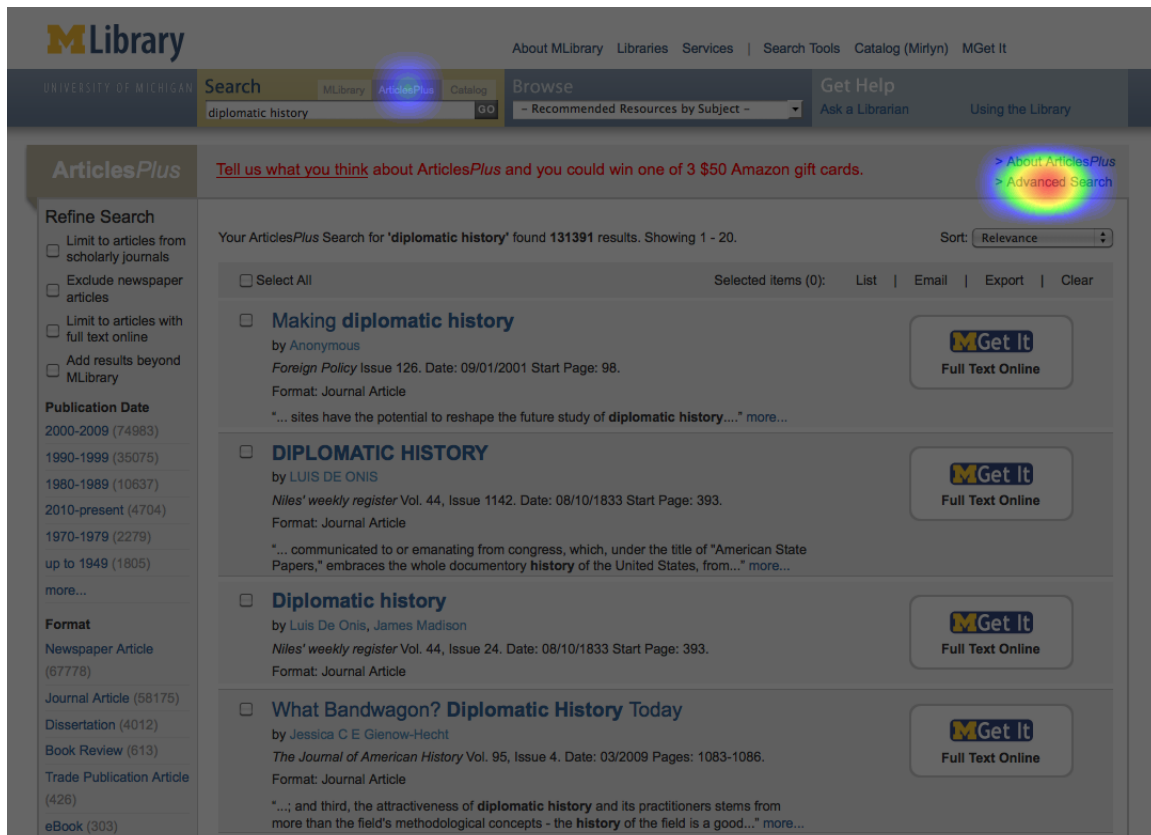 MLibrary
About MLibrary Libraries Services | Search Tools Catalog (Mirlyn) MGet It
UNIVERSITY OF MICHIGAN
Search
MLibrary ArticlesPlus Catalog
diplomatic history GO
Browse
- Recommended Resources by Subject -
Get Help
Ask a Librarian Using the Library
ArticlesPlus
Tell us what you think about ArticlesPlus and you could win one of 3 $50 Amazon gift cards.
> About ArticlesPlus
> Advanced Search
Refine Search
Limit to articles from
scholarly journals
Exclude newspaper
articles
Limit to articles with
full text online
Add results beyond
MLibrary
Publication Date
2000-2009 (74983)
1990-1999 (35075)
1980-1989 (10637)
2010-present (4704)
1970-1979 (2279)
up to 1949 (1805)
more...
Format
Newspaper Article
(67778)
Journal Article (58175)
Dissertation (4012)
Book Review (613)
Trade Publication Article
(426)
eBook (303)
Your ArticlesPlus Search for 'diplomatic history' found 131391 results. Showing 1 - 20.
Sort: Relevance
Select All
Selected items (0): List | Email | Export | Clear
Making diplomatic history
by Anonymous
Foreign Policy Issue 126. Date: 09/01/2001 Start Page: 98.
Format: Journal Article
"... sites have the potential to reshape the future study of diplomatic history...." more...
MGet It
Full Text Online
DIPLOMATIC HISTORY
by LUIS DE ONIS
Niles' weekly register Vol. 44, Issue 1142. Date: 08/10/1833 Start Page: 393.
Format: Journal Article
"... communicated to or emanating from congress, which, under the title of "American State
Papers," embraces the whole documentory history of the United States, from..." more...
MGet It
Full Text Online
Diplomatic history
by Luis De Onis, James Madison
Niles' weekly register Vol. 44, Issue 24. Date: 08/10/1833 Start Page: 393.
Format: Journal Article
MGet It
Full Text Online
What Bandwagon? Diplomatic History Today
by Jessica C E Gienow-Hecht
The Journal of American History Vol. 95, Issue 4. Date: 03/2009 Pages: 1083-1086.
Format: Journal Article
"...; and third, the attractiveness of diplomatic history and its practitioners stems from
more than the field's methodological concepts - the history of the field is a good..." more...
MGet It
Full Text Online